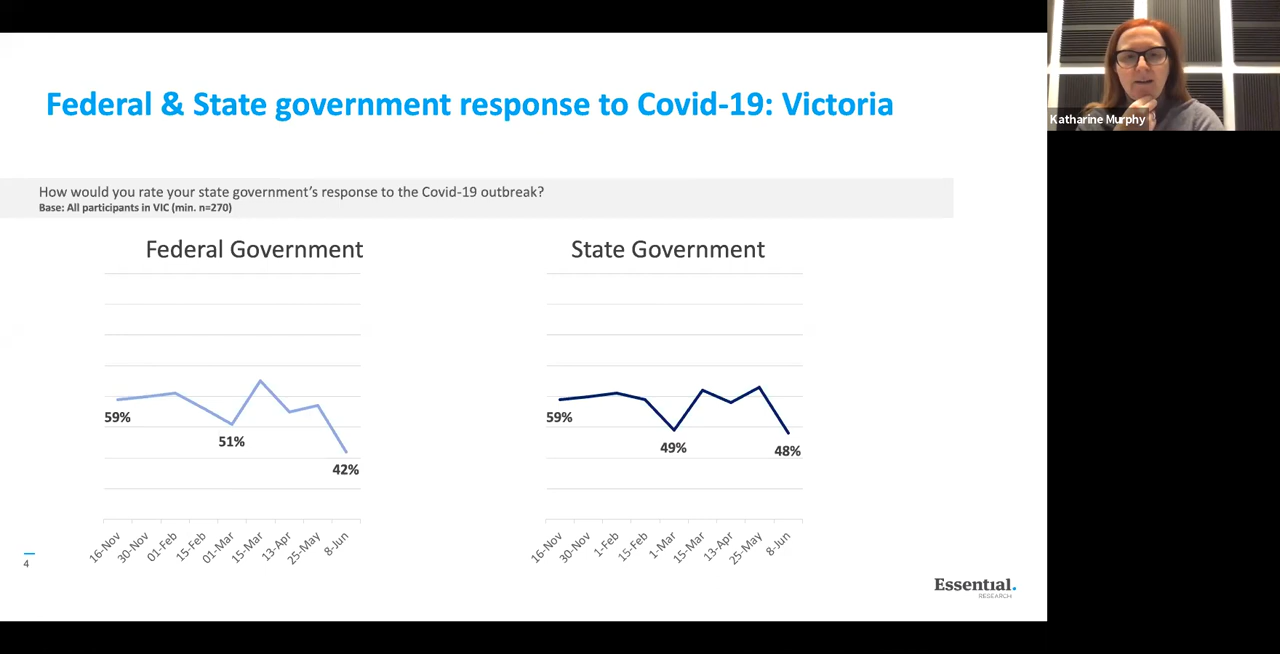 Federal & State government response to Covid-19: Victoria
Katharine Murphy
How would you rate your state government's response to the Covid-19 outbreak?
Base: All participants in VIC (min. n=270)
Federal Government
59%
51%
42%
16-Nov
30-Nov
01-Feb
15-Feb
01-Mar
15-Mar
13-Apr
25-May
8-Jun
State Government
59%
49%
48%
16-Nov
30-Nov
1-Feb
15-Feb
1-Mar
15-Mar
13-Apr
25-May
8-Jun
4
Essential.
RESEARCH